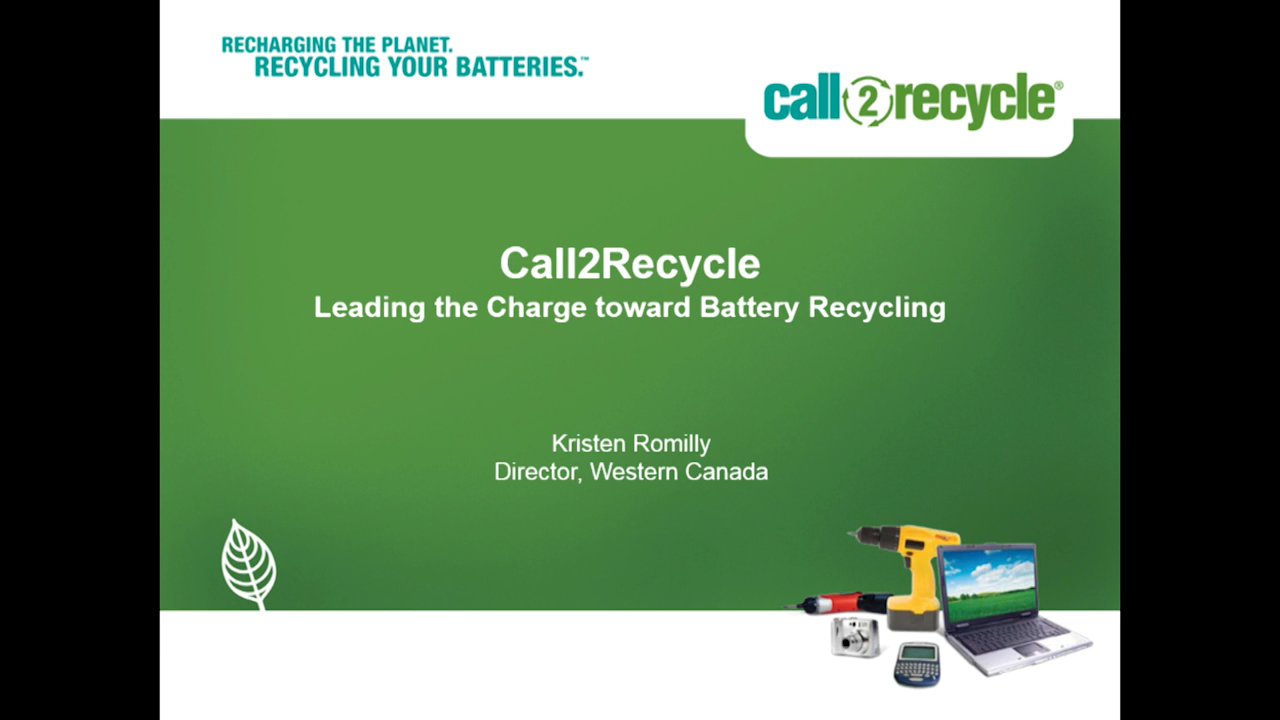 RECHARGING THE PLANET.
RECYCLING YOUR BATTERIES.™
call2recycle®
Call2Recycle
Leading the Charge toward Battery Recycling
Kristen Romilly
Director, Western Canada